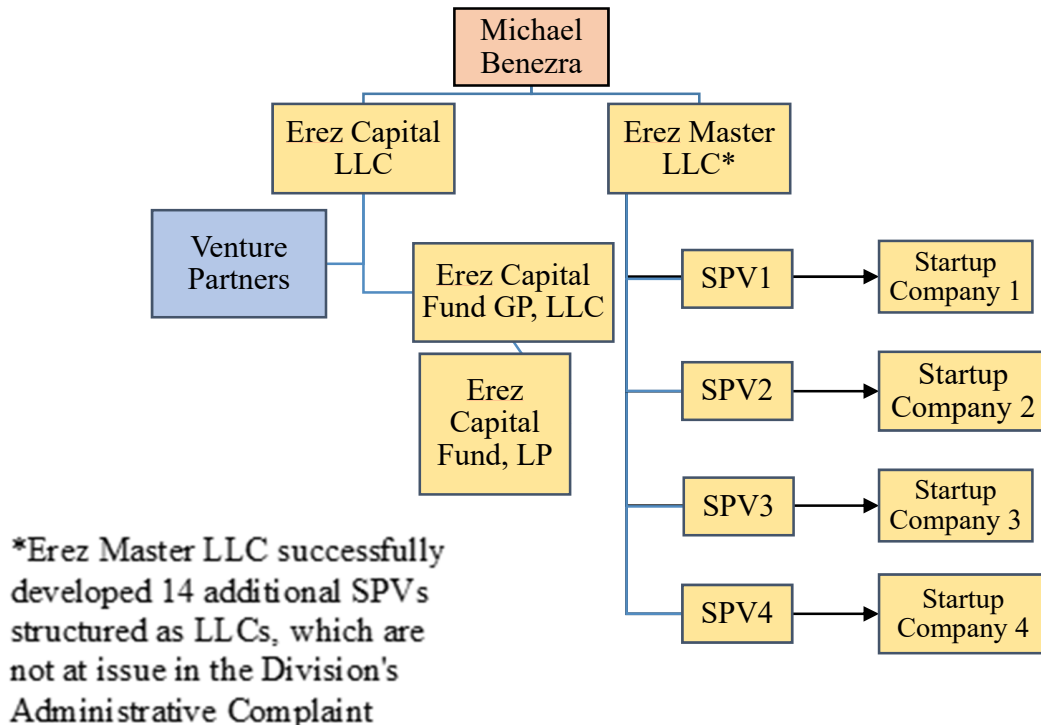 Michael
Benezra
Erez Capital
LLC
Erez Master
LLC*
Venture
Partners
Erez Capital
Fund GP, LLC
Erez
Capital
Fund, LP
SPV1
Startup
Company 1
SPV2
Startup
Company 2
SPV3
Startup
Company 3
SPV4
Startup
Company 4
*Erez Master LLC successfully
developed 14 additional SPVs
structured as LLCs, which are
not at issue in the Division's
Administrative Complaint